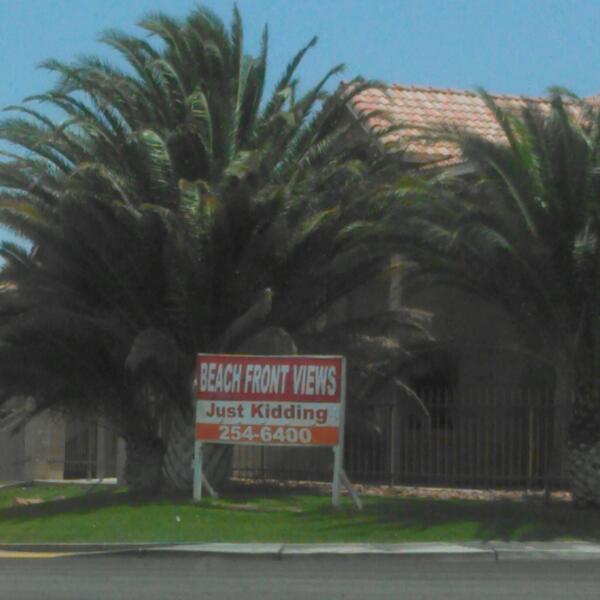 BEACH FRONT VIEWS
Just Kidding
254-6400